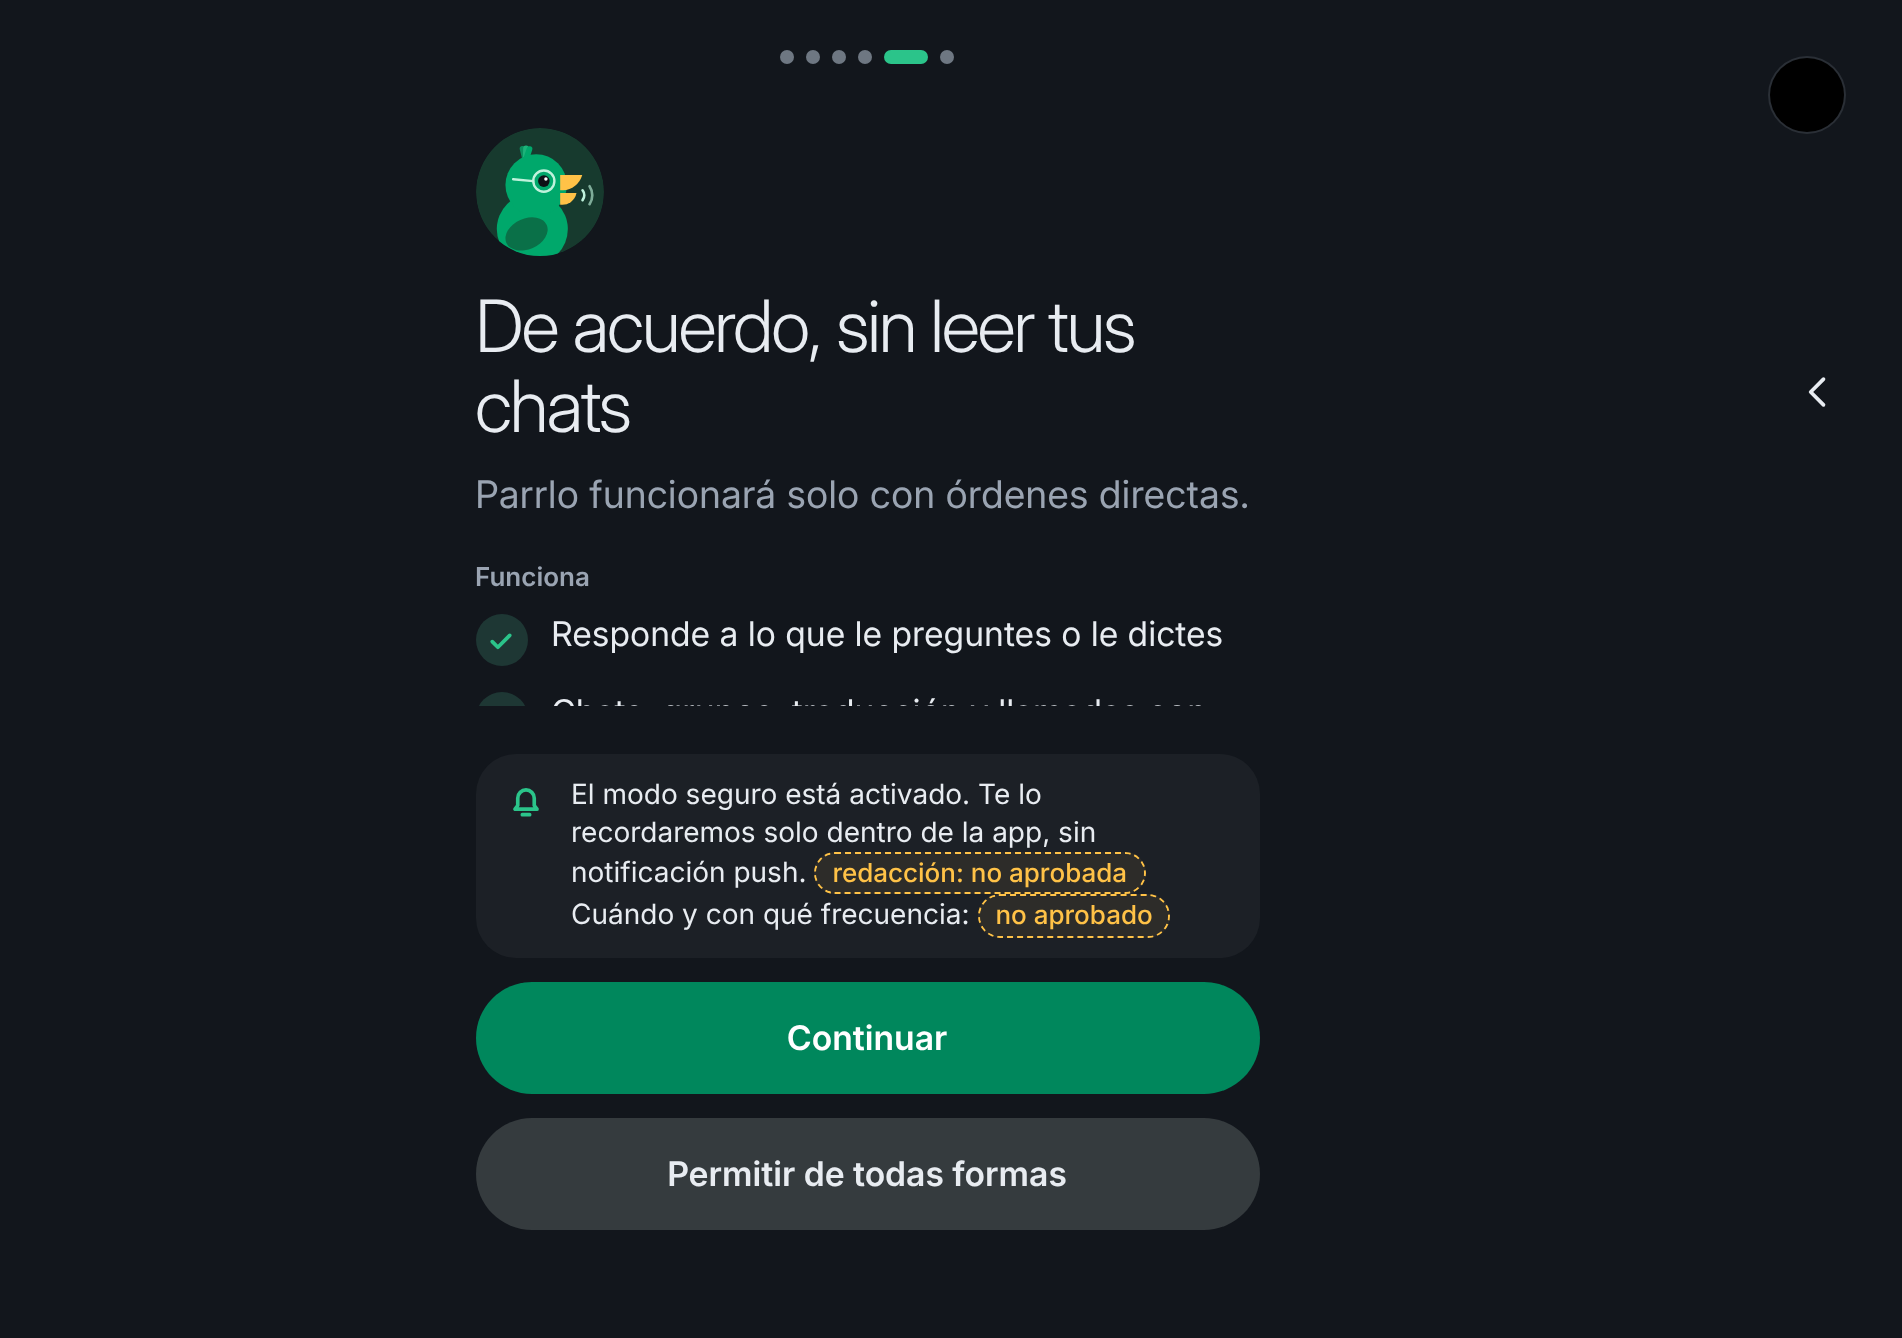 De acuerdo, sin leer tus
chats
Parrlo funcionará solo con órdenes directas.
Funciona
Responde a lo que le preguntes o le dictes
El modo seguro está activado. Te lo
recordaremos solo dentro de la app, sin
notificación push. redacción: no aprobada
Cuándo y con qué frecuencia: no aprobado
Continuar
Permitir de todas formas